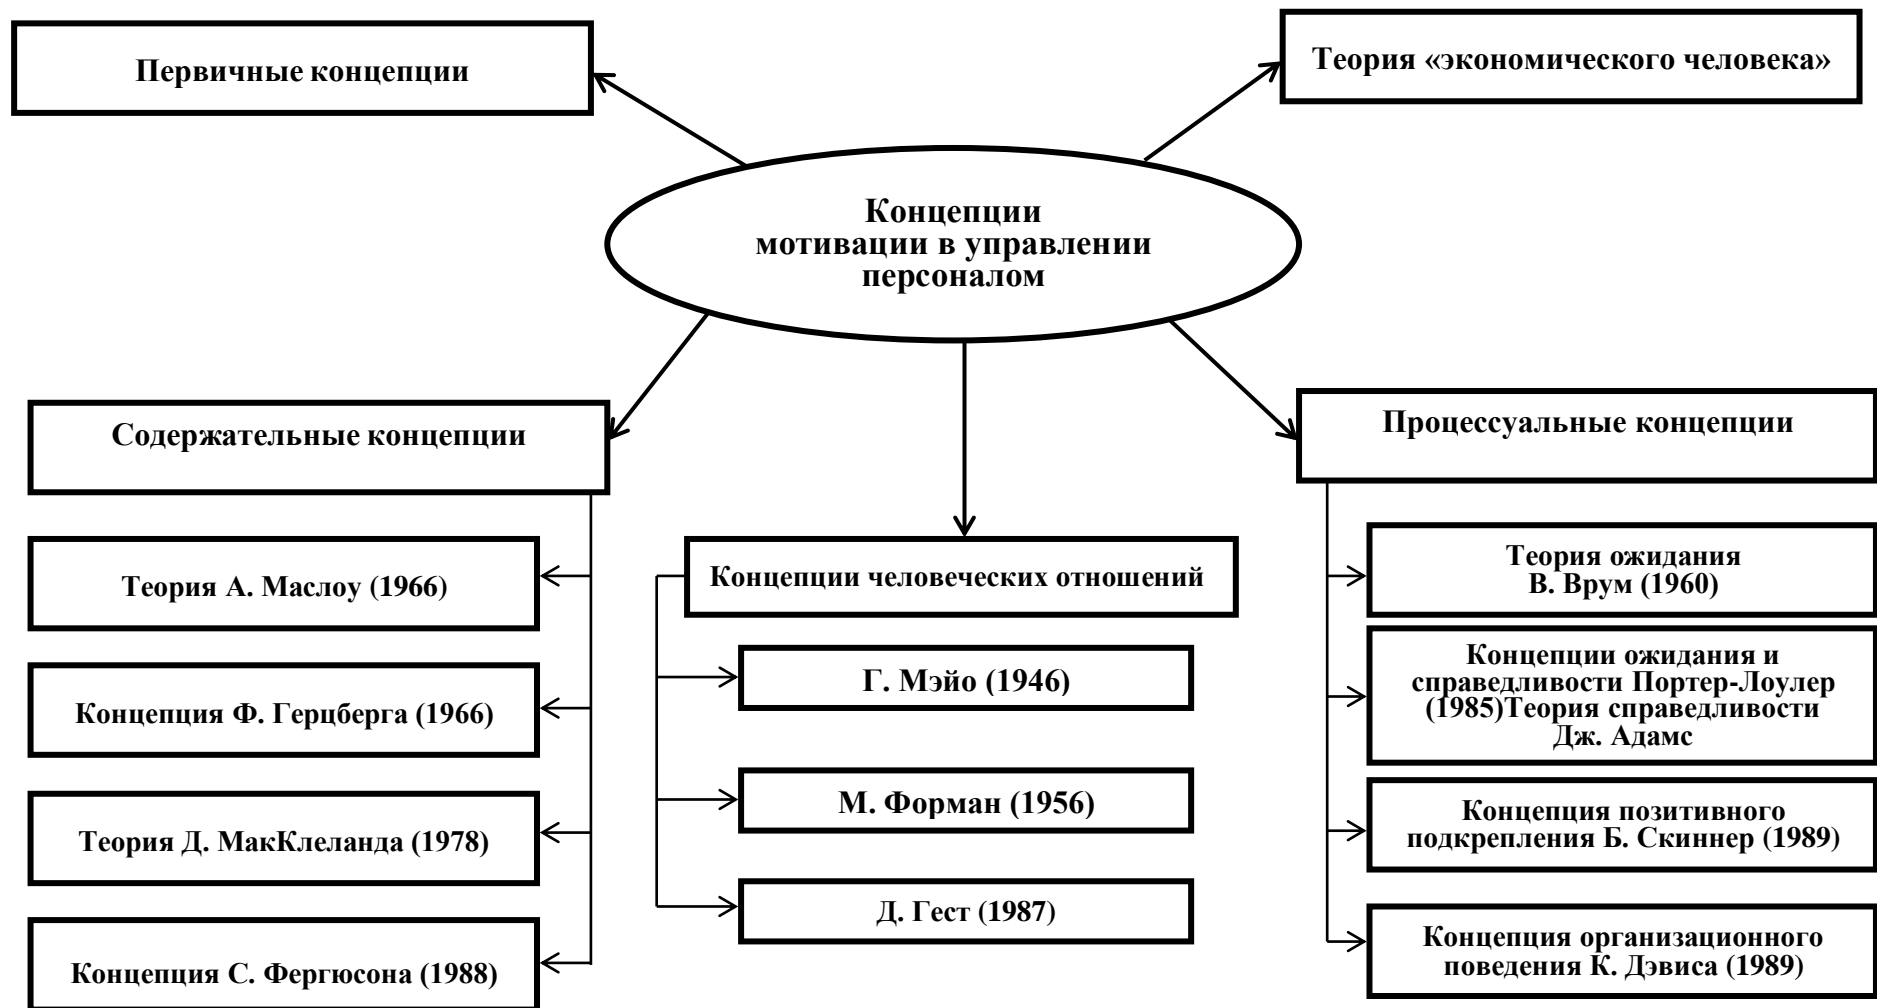 Первичные концепции
Теория «экономического человека»
Концепции
мотивации в управлении
персоналом
Содержательные концепции
Теория А. Маслоу (1966)
Концепция Ф. Герцберга (1966)
Теория Д. МакКлеланда (1978)
Концепция С. Фергюсона (1988)
Концепции человеческих отношений
Г. Мэйо (1946)
М. Форман (1956)
Д. Гест (1987)
Процессуальные концепции
Теория ожидания
В. Врум (1960)
Концепции ожидания и
справедливости Портер-Лоулер
(1985)Теория справедливости
Дж. Адамс
Концепция позитивного
подкрепления Б. Скиннер (1989)
Концепция организационного
поведения К. Дэвиса (1989)